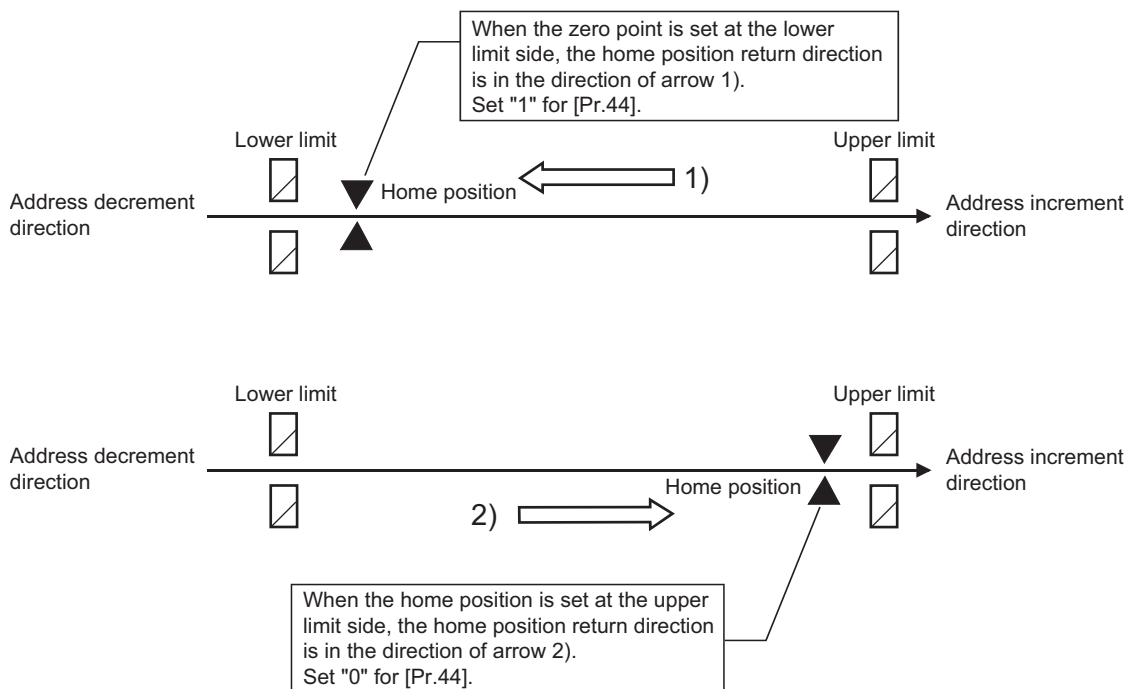 When the zero point is set at the lower
limit side, the home position return direction
is in the direction of arrow 1).
Set "1" for [Pr.44].
Lower limit
Upper limit
Home position
1)
Address decrement
direction
Address increment
direction
Lower limit
Upper limit
Address decrement
direction
Address increment
direction
Home position
2)
When the home position is set at the upper
limit side, the home position return direction
is in the direction of arrow 2).
Set "0" for [Pr.44].